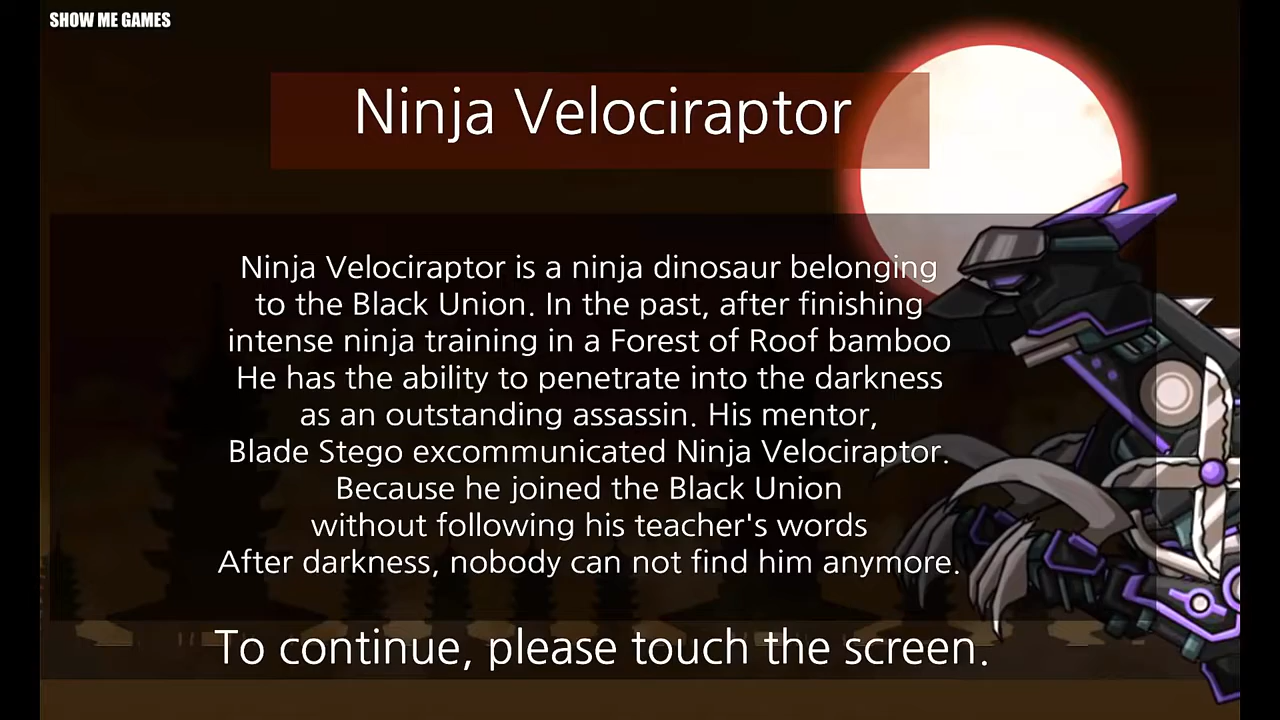 SHOW ME GAMES
Ninja Velociraptor
Ninja Velociraptor is a ninja dinosaur belonging
to the Black Union. In the past, after finishing
intense ninja training in a Forest of Roof bamboo
He has the ability to penetrate into the darkness
as an outstanding assassin. His mentor,
Blade Stego excommunicated Ninja Velociraptor.
Because he joined the Black Union
without following his teacher's words
After darkness, nobody can not find him anymore.
To continue, please touch the screen.